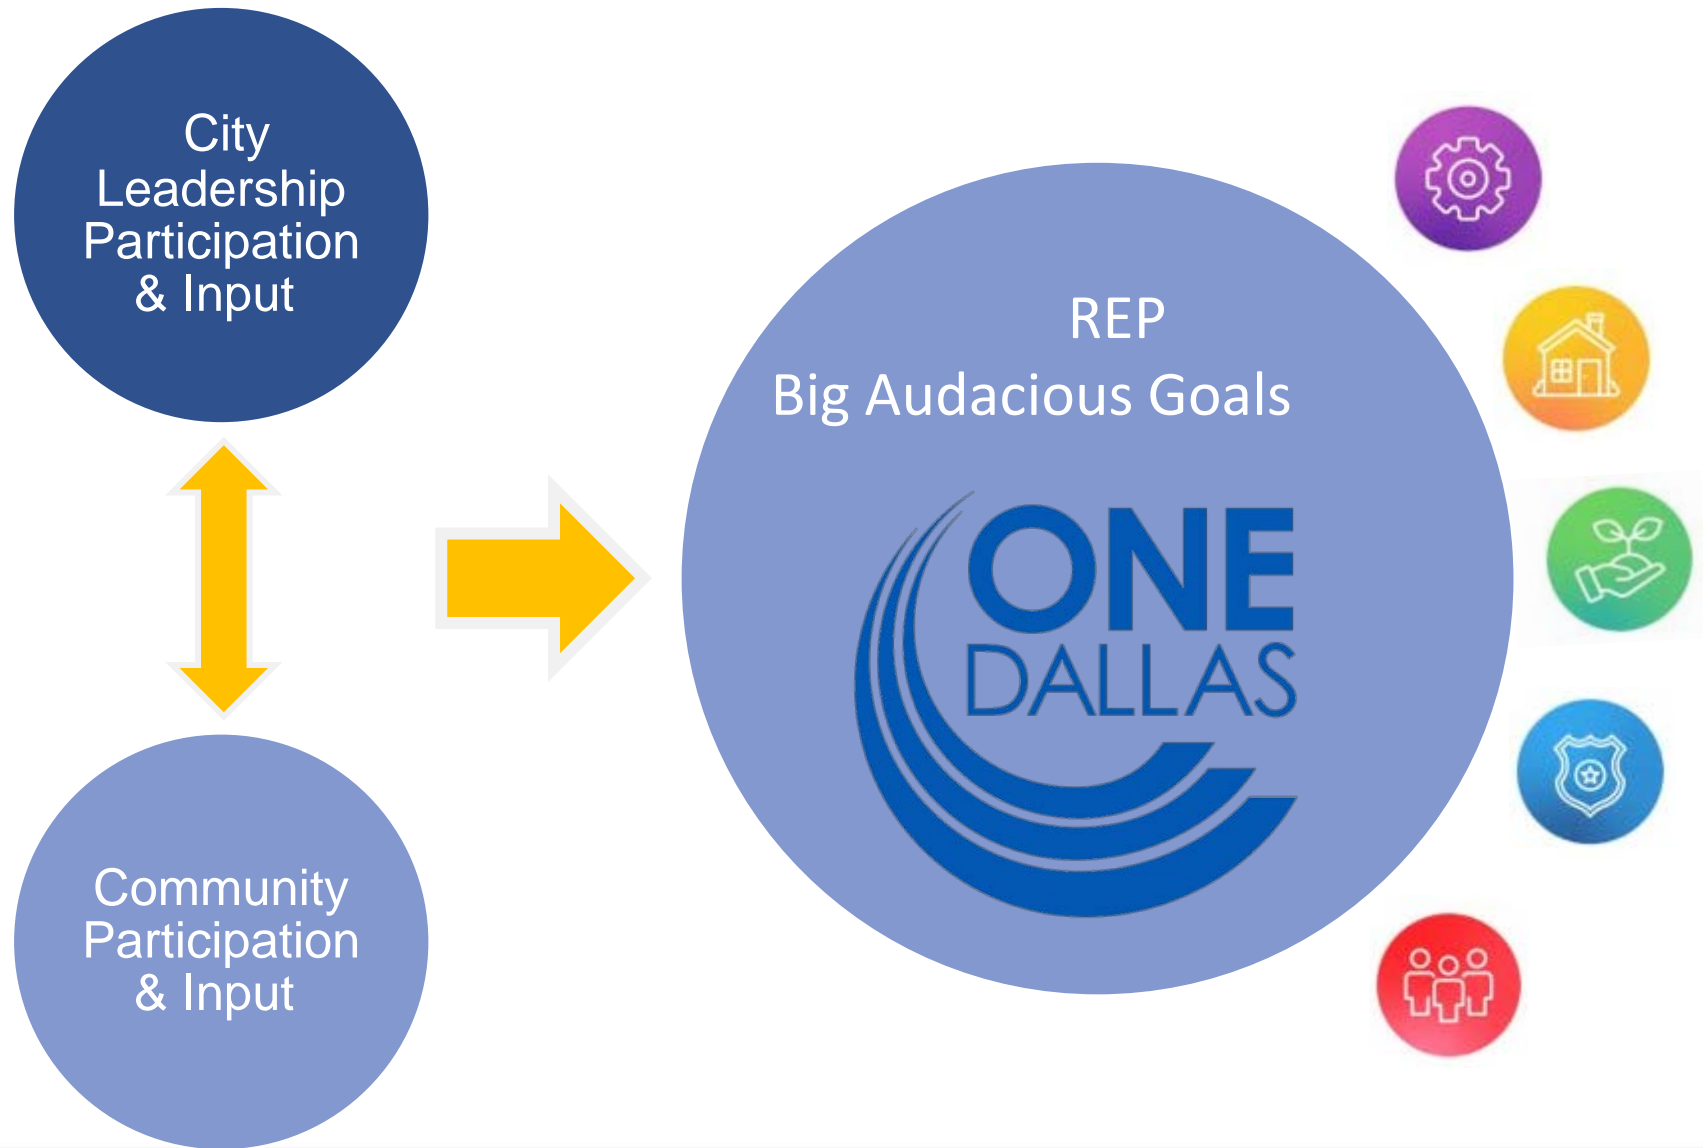 City
Leadership
Participation
& Input
Community
Participation
& Input
REP
Big Audacious Goals
ONE
DALLAS